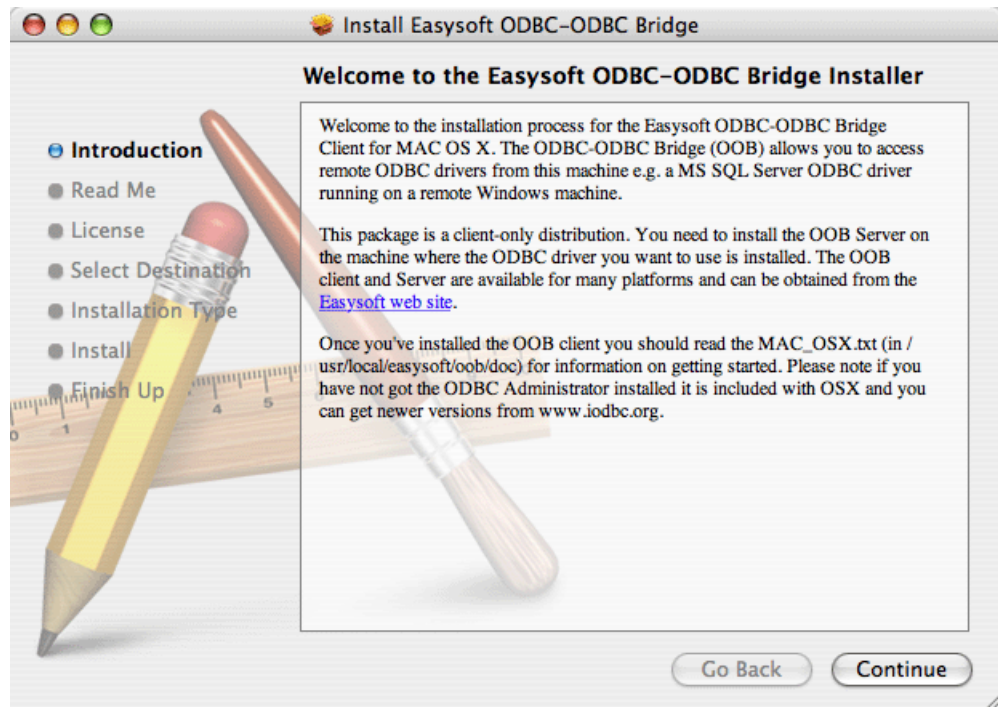 Install Easysoft ODBC-ODBC Bridge
Welcome to the Easysoft ODBC-ODBC Bridge Installer
Introduction
Read Me
License
Select Destination
Installation Type
Install
Finish Up
Welcome to the installation process for the Easysoft ODBC-ODBC Bridge
Client for MAC OS X. The ODBC-ODBC Bridge (OOB) allows you to access
remote ODBC drivers from this machine e.g. a MS SQL Server ODBC driver
running on a remote Windows machine.
This package is a client-only distribution. You need to install the OOB Server on
the machine where the ODBC driver you want to use is installed. The OOB
client and Server are available for many platforms and can be obtained from the
Easysoft web site.
Once you've installed the OOB client you should read the MAC_OSX.txt (in /
usr/local/easysoft/oob/doc) for information on getting started. Please note if you
have not got the ODBC Administrator installed it is included with OSX and you
can get newer versions from www.iodbc.org.
0 1 4 5
Go Back
Continue